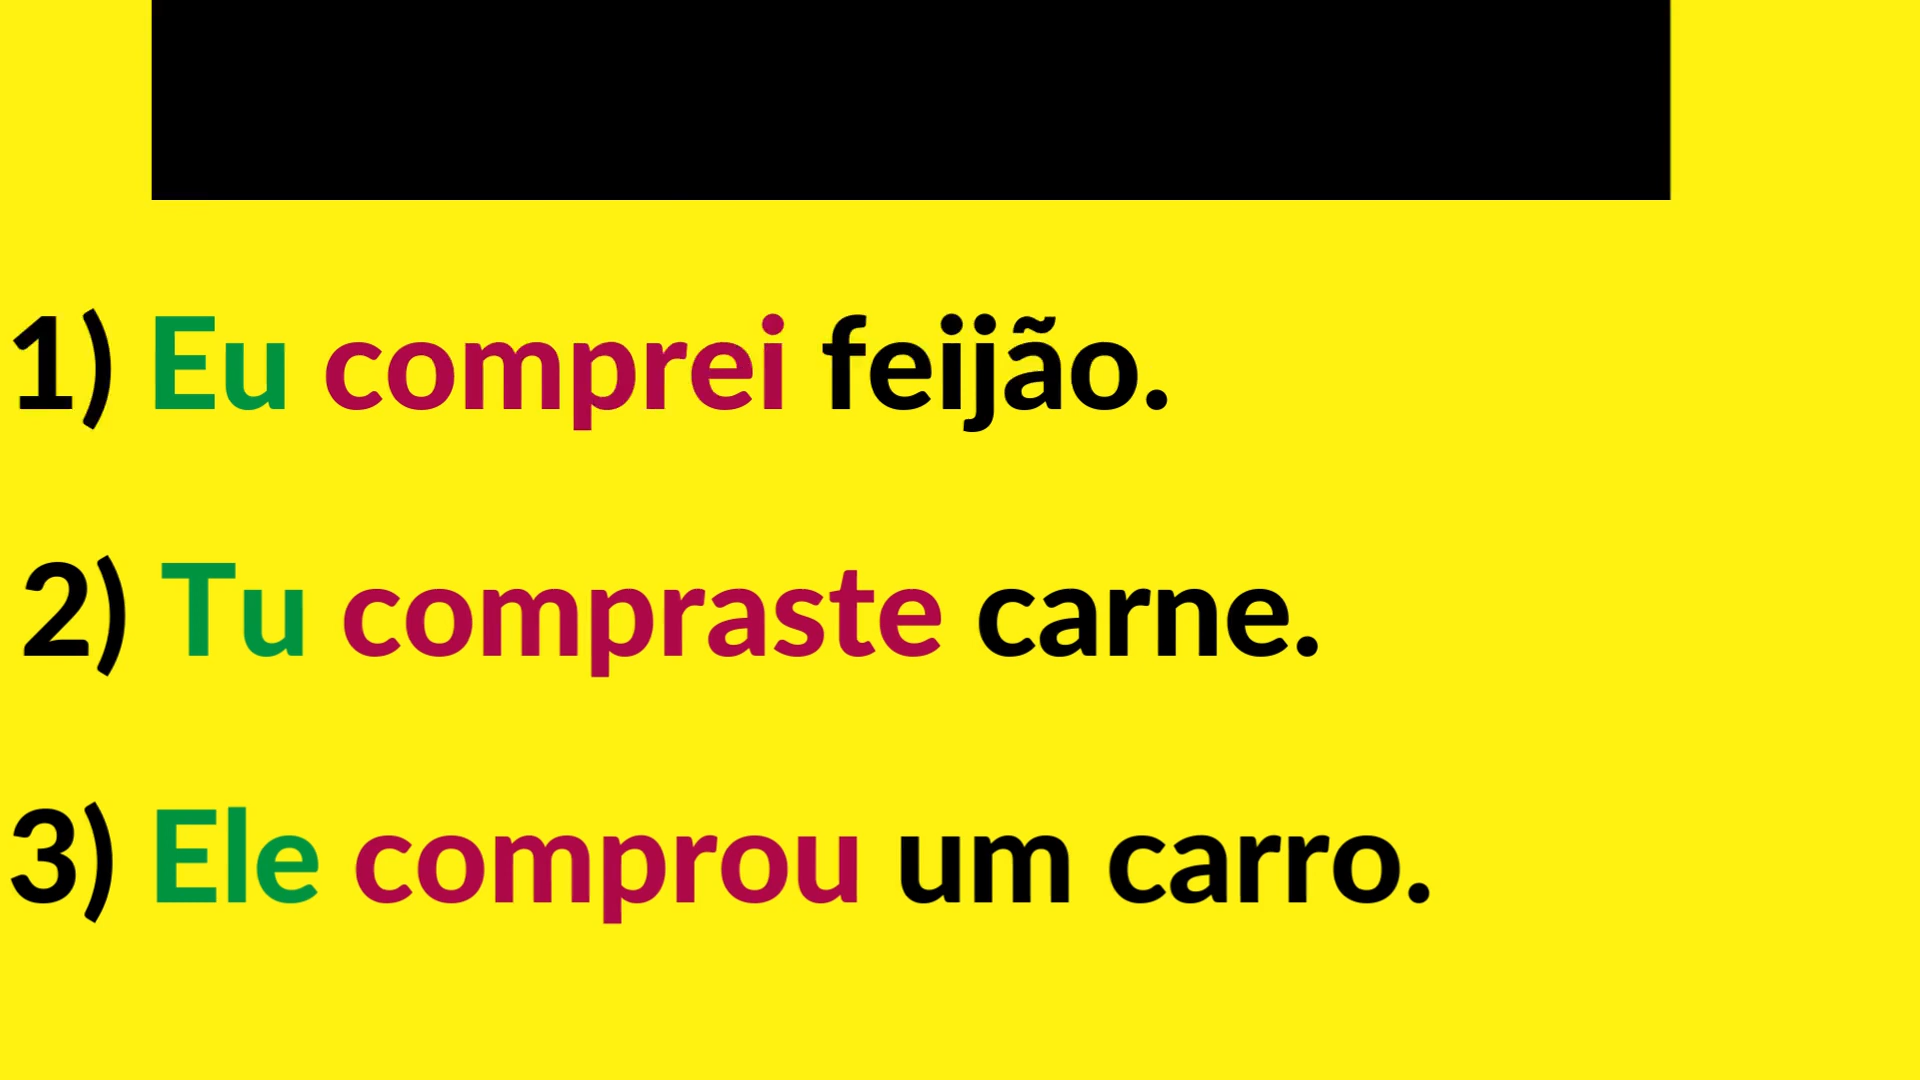 1) Eu comprei feijão.
2) Tu compraste carne.
3) Ele comprou um carro.